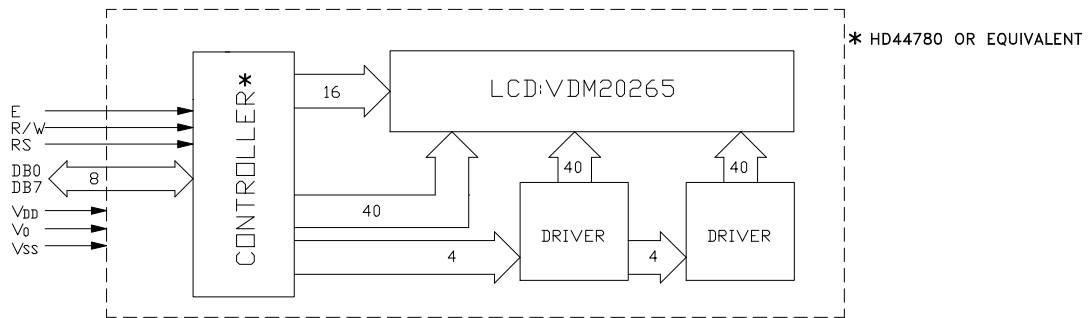 * HD44780 OR EQUIVALENT
CONTROLLER*
16
LCD:VDM20265
E
R/W
RS
DB0
DB7
8
VDD
V0
VSS
40
40
40
4
DRIVER
4
DRIVER